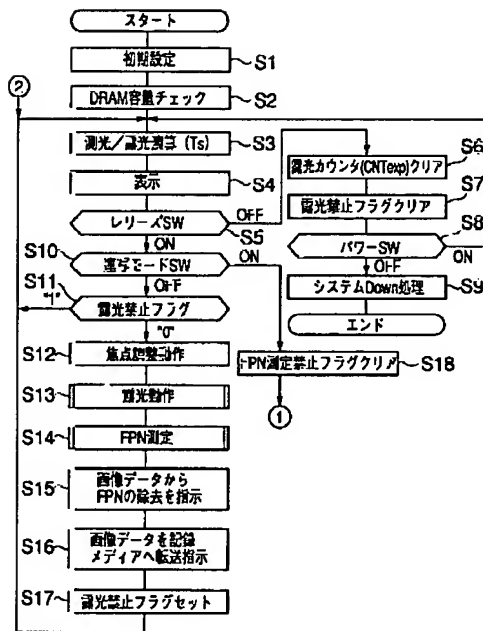 スタート
初期設定
S1
②
DRAM容量チェック
S2
測光／露光演算 (Ts)
S3
表示
S4
レリーズSW
OFF
S5
ON
S10
連写モードSW
ON
OFF
S11
"1"
露光禁止フラグ
"0"
S12
焦点調整動作
S13
露光動作
S14
FPN測定
S15
画像データから
FPNの除去を指示
S16
画像データを記録
メディアへ転送指示
S17
露光禁止フラグセット
S6
露光カウンタ(CNTexp)クリア
S7
露光禁止フラグクリア
S8
パワーSW
ON
OFF
S9
システムDown処理
エンド
FPN測定禁止フラグクリア
S18
①